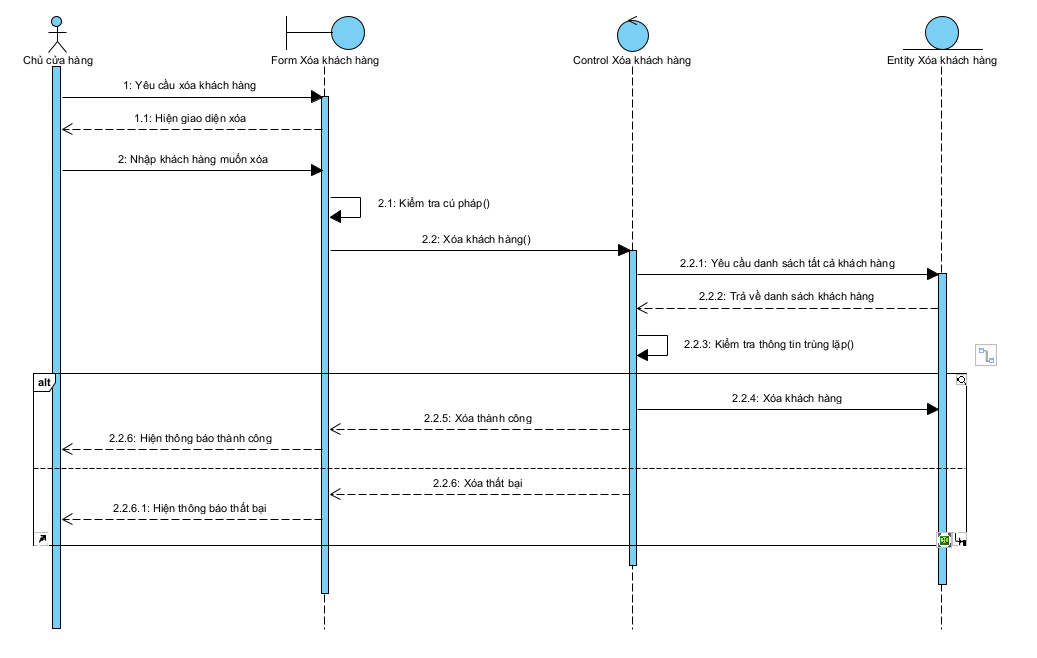 Chủ cửa hàng
Form Xóa khách hàng
Control Xóa khách hàng
Entity Xóa khách hàng
1: Yêu cầu xóa khách hàng
1.1: Hiện giao diện xóa
2: Nhập khách hàng muốn xóa
2.1: Kiểm tra cú pháp()
2.2: Xóa khách hàng()
2.2.1: Yêu cầu danh sách tất cả khách hàng
2.2.2: Trả về danh sách khách hàng
2.2.3: Kiểm tra thông tin trùng lặp()
alt
2.2.4: Xóa khách hàng
2.2.5: Xóa thành công
2.2.6: Hiện thông báo thành công
2.2.6: Xóa thất bại
2.2.6.1: Hiện thông báo thất bại